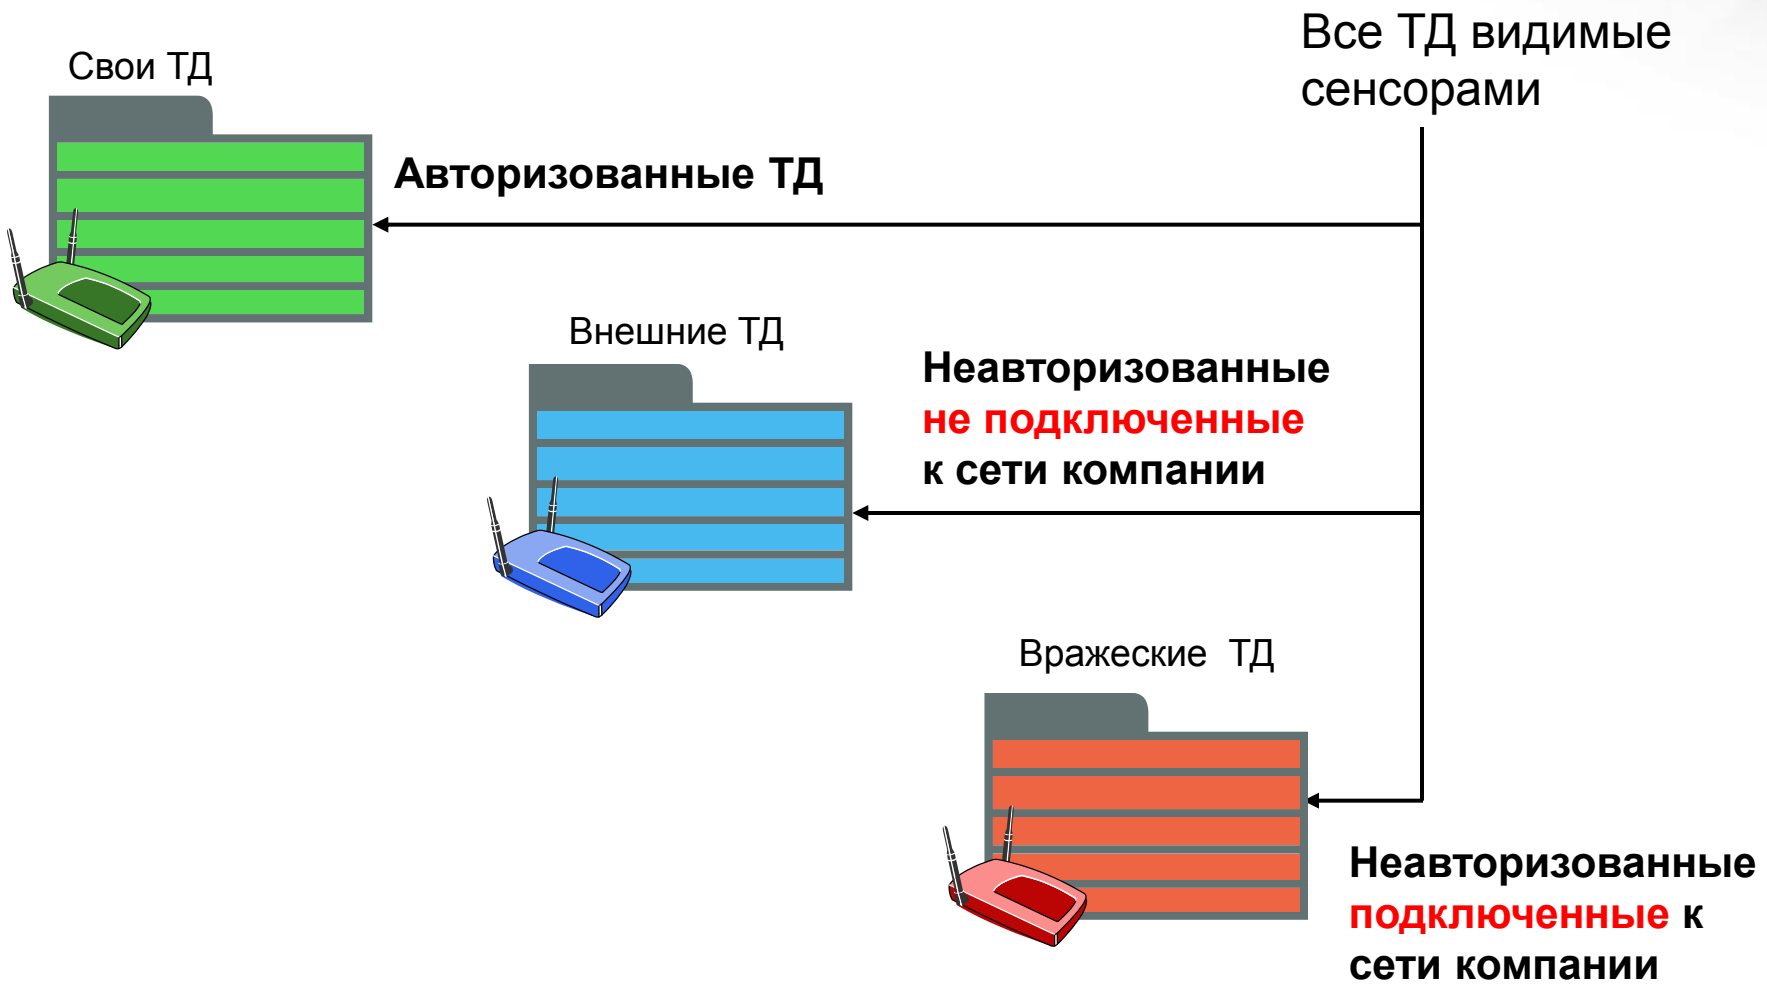 Все ТД видимые
сенсорами
Свои ТД
Авторизованные ТД
Внешние ТД
Неавторизованные
не подключенные
к сети компании
Вражеские ТД
Неавторизованные
подключенные к
сети компании